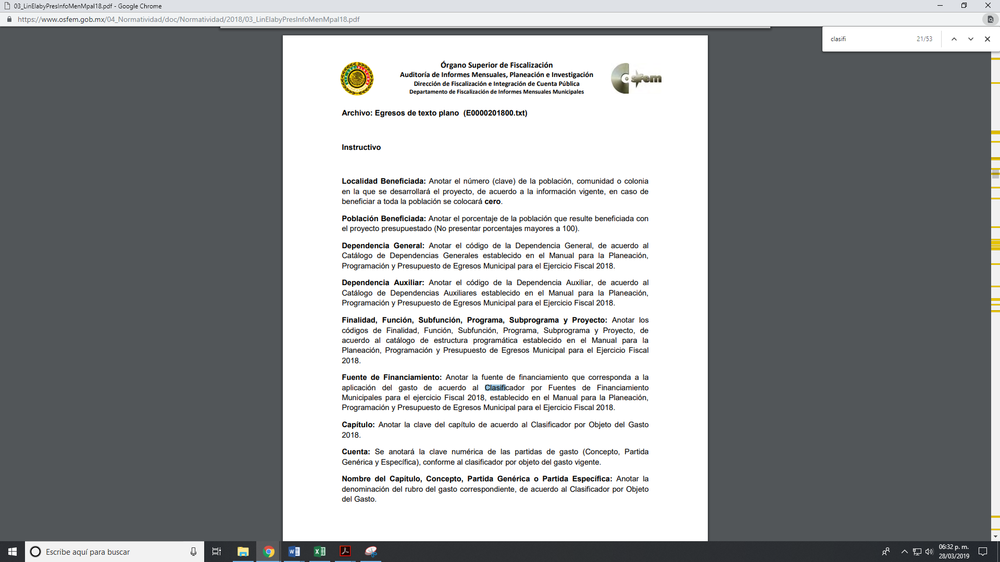 03_LinElabyPresInfoMenMpal18.pdf - Google Chrome
https://www.osfem.gob.mx/04_Normatividad/doc/Normatividad/2018/03_LinElabyPresInfoMenMpal18.pdf
clasifi 21/53
Órgano Superior de Fiscalización
Auditoría de Informes Mensuales, Planeación e Investigación
Dirección de Fiscalización e Integración de Cuenta Pública
Departamento de Fiscalización de Informes Mensuales Municipales
osfem
Archivo: Egresos de texto plano (E0000201800.txt)
Instructivo
Localidad Beneficiada: Anotar el número (clave) de la población, comunidad o colonia
en la que se desarrollará el proyecto, de acuerdo a la información vigente, en caso de
beneficiar a toda la población se colocará cero.
Población Beneficiada: Anotar el porcentaje de la población que resulte beneficiada con
el proyecto presupuestado (No presentar porcentajes mayores a 100).
Dependencia General: Anotar el código de la Dependencia General, de acuerdo al
Catálogo de Dependencias Generales establecido en el Manual para la Planeación,
Programación y Presupuesto de Egresos Municipal para el Ejercicio Fiscal 2018.
Dependencia Auxiliar: Anotar el código de la Dependencia Auxiliar, de acuerdo al
Catálogo de Dependencias Auxiliares establecido en el Manual para la Planeación,
Programación y Presupuesto de Egresos Municipal para el Ejercicio Fiscal 2018.
Finalidad, Función, Subfunción, Programa, Subprograma y Proyecto: Anotar los
códigos de Finalidad, Función, Subfunción, Programa, Subprograma y Proyecto, de
acuerdo al catálogo de estructura programática establecido en el Manual para la
Planeación, Programación y Presupuesto de Egresos Municipal para el Ejercicio Fiscal
2018.
Fuente de Financiamiento: Anotar la fuente de financiamiento que corresponda a la
aplicación del gasto de acuerdo al Clasificador por Fuentes de Financiamiento
Municipales para el ejercicio Fiscal 2018, establecido en el Manual para la Planeación,
Programación y Presupuesto de Egresos Municipal para el Ejercicio Fiscal 2018.
Capítulo: Anotar la clave del capítulo de acuerdo al Clasificador por Objeto del Gasto
2018.
Cuenta: Se anotará la clave numérica de las partidas de gasto (Concepto, Partida
Genérica y Específica), conforme al clasificador por objeto del gasto vigente.
Nombre del Capítulo, Concepto, Partida Genérica o Partida Específica: Anotar la
denominación del rubro del gasto correspondiente, de acuerdo al Clasificador por Objeto
del Gasto.
Escribe aquí para buscar
06:32 p. m.
28/03/2019